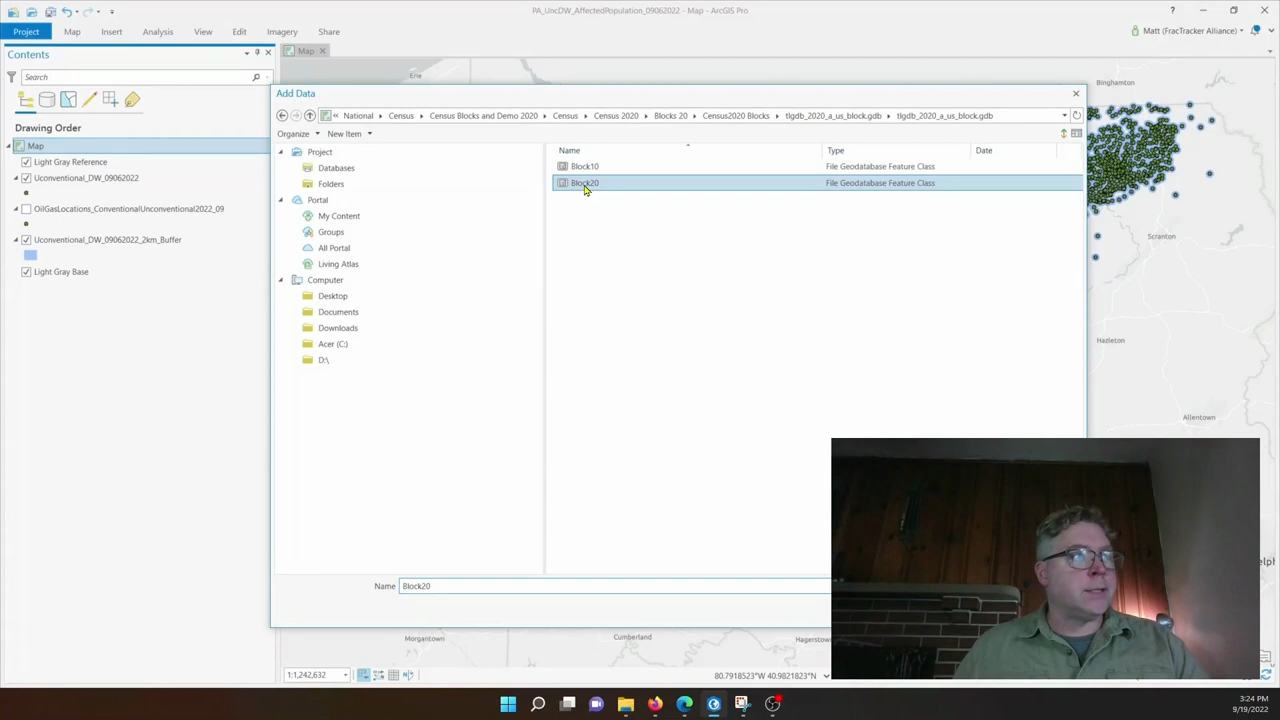 PA_UncDW_AffectedPopulation_09062022 - Map - ArcGIS Pro
?
Project Map Insert Analysis View Edit Imagery Share
Matt (FracTracker Alliance)
Contents
Map
Search
Drawing Order
Map
Light Gray Reference
Uconventional_DW_09062022
OilGasLocations_ConventionalUnconventional2022_09
Uconventional_DW_09062022_2km_Buffer
Light Gray Base
Erie
Binghamton
Add Data
« National Census Census Blocks and Demo 2020 Census Census 2020 Blocks 20 Census2020 Blocks tlgdb_2020_a_us_block.gdb tlgdb_2020_a_us_block.gdb
Organize New Item
Project
Databases
Folders
Portal
My Content
Groups
All Portal
Living Atlas
Computer
Desktop
Documents
Downloads
Acer (C:)
D:\
Name Type Date
Block10 File Geodatabase Feature Class
Block20 File Geodatabase Feature Class
Name Block20
Scranton
Hazleton
Allentown
Morgantown
Cumberland
Hagerstown
1:1,242,632
80.7918523°W 40.9821823°N
3:24 PM
9/19/2022